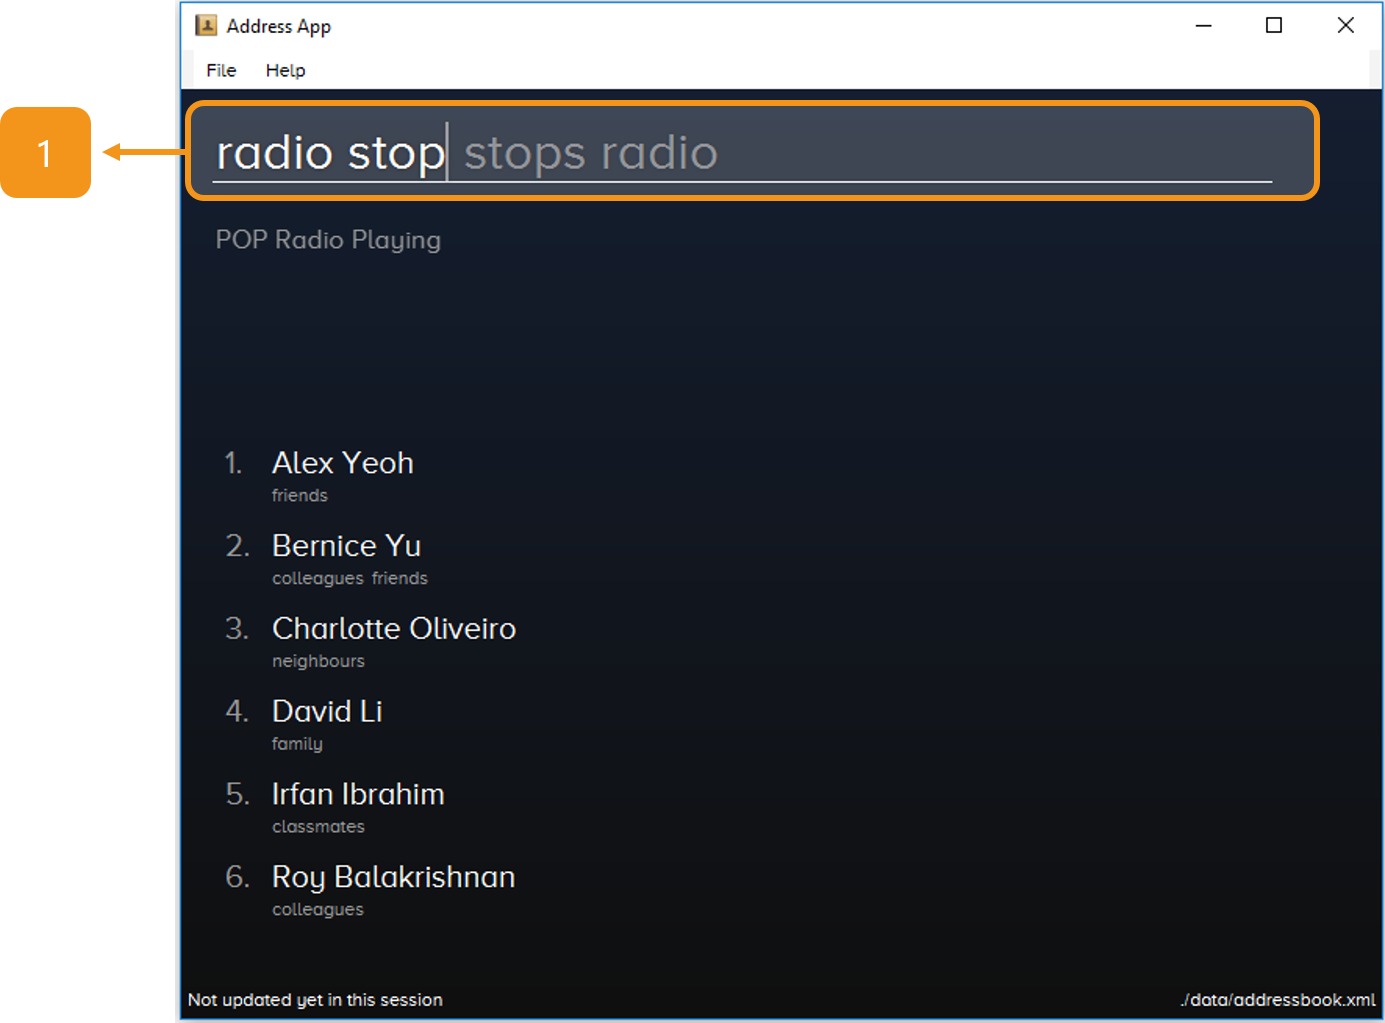 Address App
File Help
1
radio stop stops radio
POP Radio Playing
1. Alex Yeoh
friends
2. Bernice Yu
colleagues friends
3. Charlotte Oliveiro
neighbours
4. David Li
family
5. Irfan Ibrahim
classmates
6. Roy Balakrishnan
colleagues
Not updated yet in this session ./data/addressbook.xml